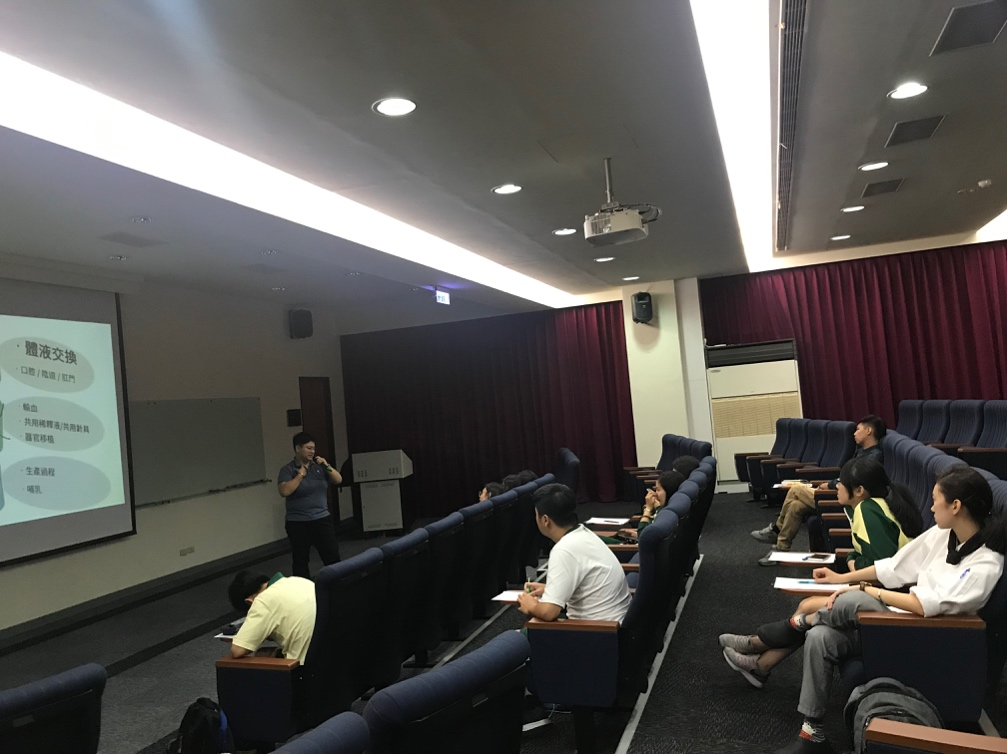 · 體液交換
· 口腔 / 陰道 / 肛門
· 輸血
· 共用稀釋液/共用針具
· 器官移植
· 生產過程
· 哺乳